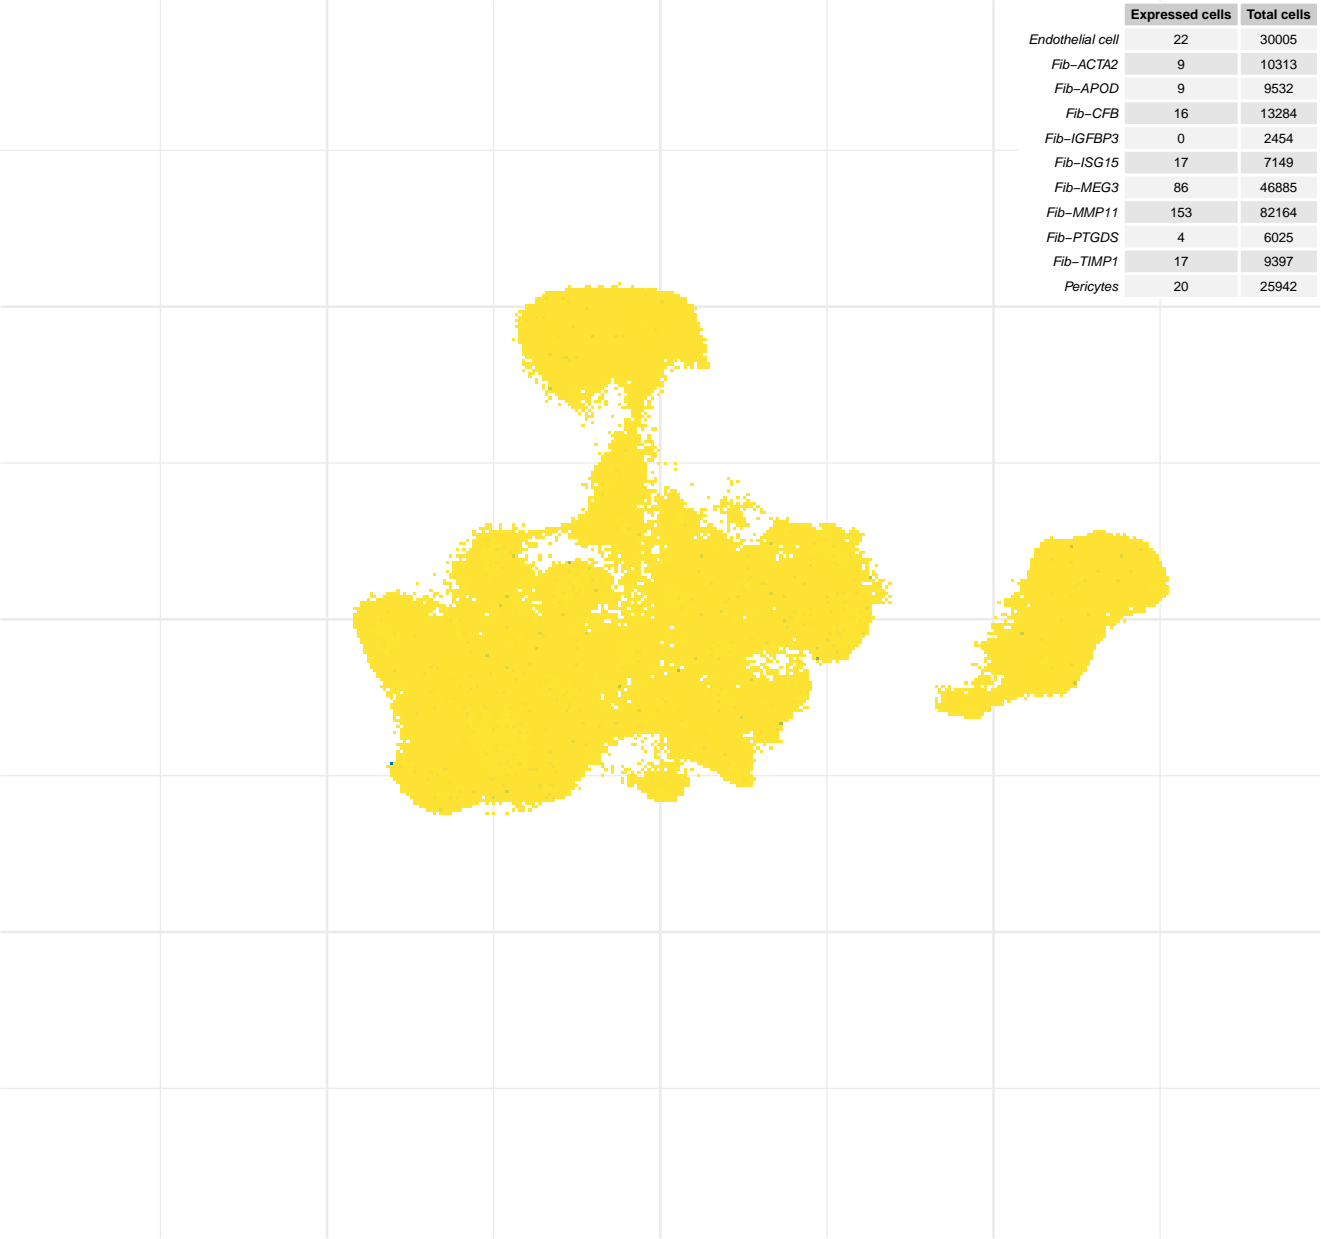 Expressed cells Total cells
Endothelial cell 22 30005
Fib−ACTA2 9 10313
Fib−APOD 9 9532
Fib−CFB 16 13284
Fib−IGFBP3 0 2454
Fib−ISG15 17 7149
Fib−MEG3 86 46885
Fib−MMP11 153 82164
Fib−PTGDS 4 6025
Fib−TIMP1 17 9397
Pericytes 20 25942